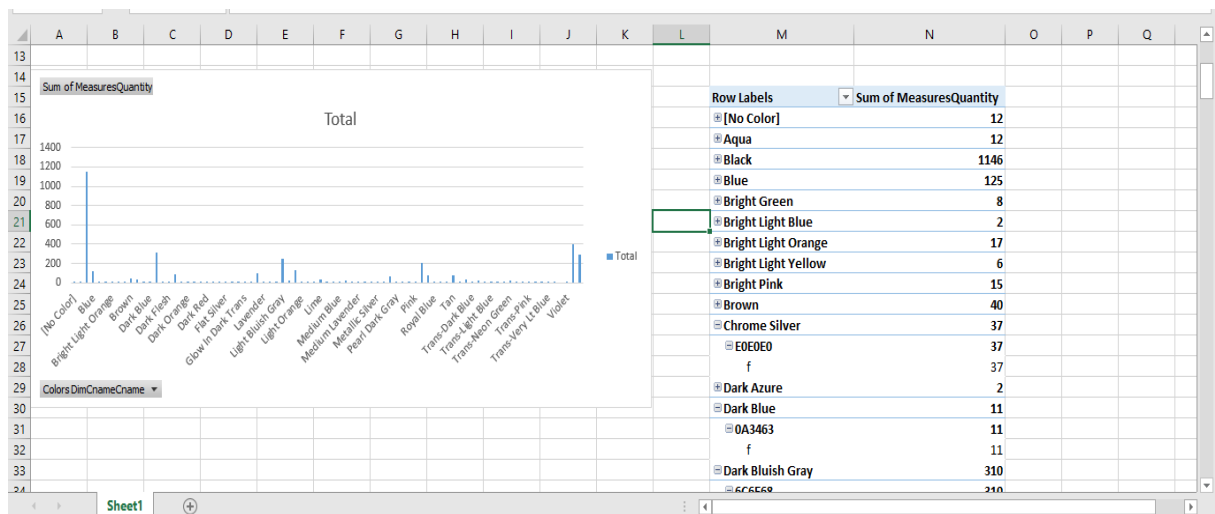 A B C D E F G H I J K L M N O P Q
13
14
15 Row Labels Sum of MeasuresQuantity
16 [No Color] 12
17 Aqua 12
18 Black 1146
19 Blue 125
20 Bright Green 8
21 Bright Light Blue 2
22 Bright Light Orange 17
23 Bright Light Yellow 6
24 Bright Pink 15
25 Brown 40
26 Chrome Silver 37
27 E0E0E0 37
28 f 37
29 Dark Azure 2
30 Dark Blue 11
31 0A3463 11
32 f 11
33 Dark Bluish Gray 310
34 6C6E68 310
Sum of MeasuresQuantity
Total
1400
1200
1000
800
600
400
200
0
[No Color]
Blue
Bright Light Orange
Brown
Dark Blue
Dark Flesh
Dark Orange
Dark Red
Flat Silver
Glow In Dark Trans
Lavender
Light Bluish Gray
Light Orange
Lime
Medium Blue
Medium Lavender
Metallic Silver
Pearl Dark Gray
Pink
Royal Blue
Tan
Trans-Dark Blue
Trans-Light Blue
Trans-Neon Green
Trans-Pink
Trans-Very Lt Blue
Violet
Total
Colors DimCnameCname
Sheet1